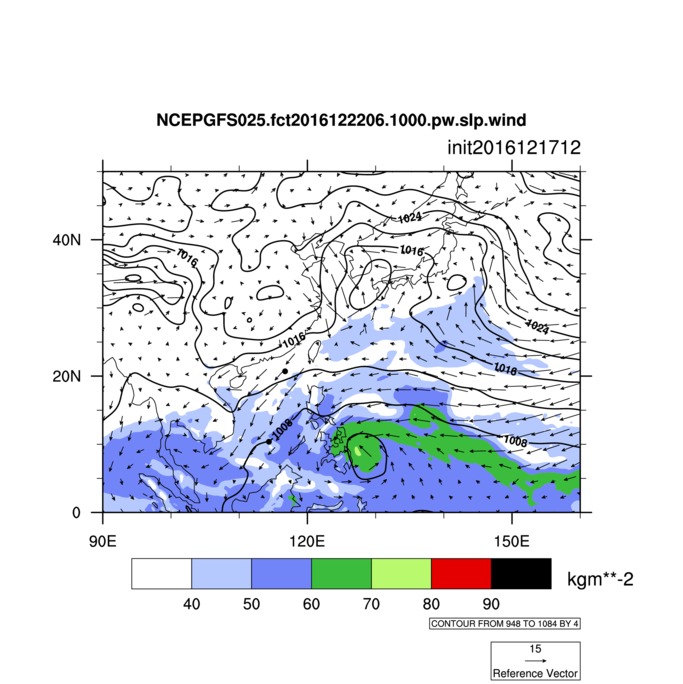 NCEPGFS025.fct2016122206.1000.pw.slp.wind
init2016121712
1024
1016
1016
40N
1016
1024
1016
20N
1008
1008
0
90E 120E 150E
40 50 60 70 80 90
kgm**-2
CONTOUR FROM 948 TO 1084 BY 4
15
Reference Vector